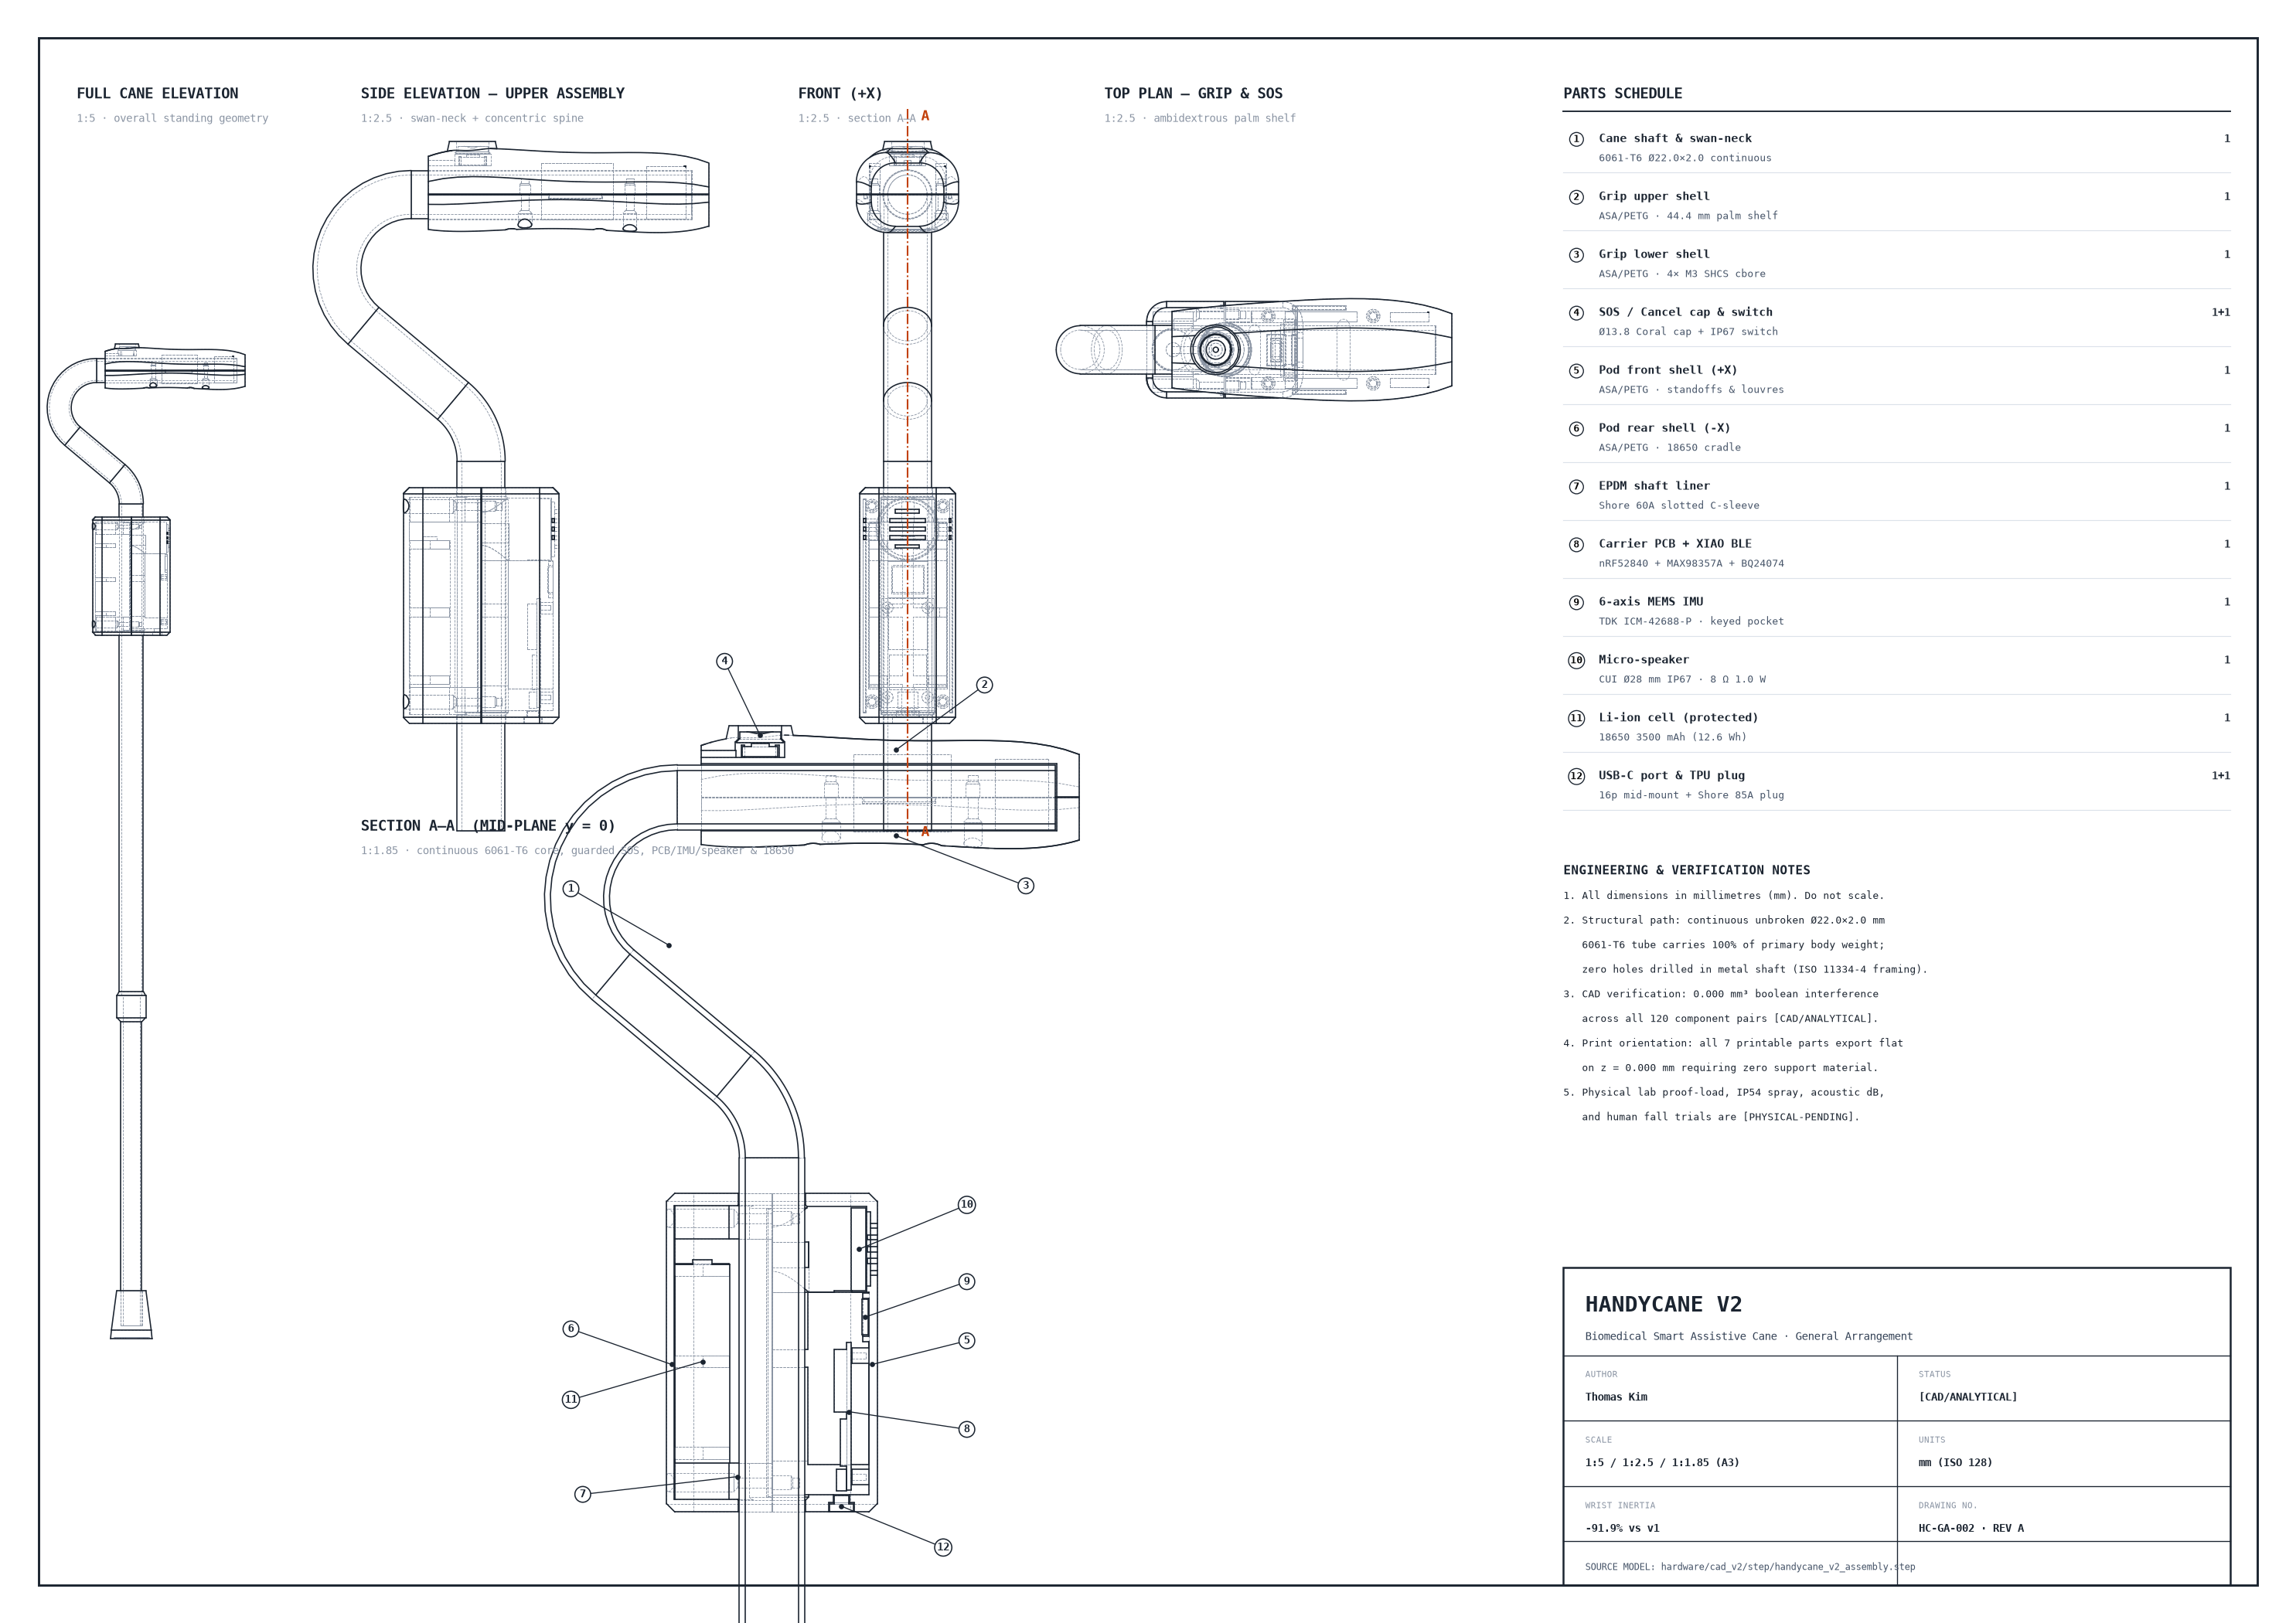 FULL CANE ELEVATION
1:5 · overall standing geometry
SIDE ELEVATION — UPPER ASSEMBLY
1:2.5 · swan-neck + concentric spine
FRONT (+X)
1:2.5 · section A–A
A
TOP PLAN — GRIP & SOS
1:2.5 · ambidextrous palm shelf
4
2
A
SECTION A–A (MID-PLANE y = 0)
1:1.85 · continuous 6061-T6 core, guarded SOS, PCB/IMU/speaker & 18650
1
3
10
9
6
5
11
8
7
12
PARTS SCHEDULE
1 Cane shaft & swan-neck 1
6061-T6 Ø22.0×2.0 continuous
2 Grip upper shell 1
ASA/PETG · 44.4 mm palm shelf
3 Grip lower shell 1
ASA/PETG · 4× M3 SHCS cbore
4 SOS / Cancel cap & switch 1+1
Ø13.8 Coral cap + IP67 switch
5 Pod front shell (+X) 1
ASA/PETG · standoffs & louvres
6 Pod rear shell (-X) 1
ASA/PETG · 18650 cradle
7 EPDM shaft liner 1
Shore 60A slotted C-sleeve
8 Carrier PCB + XIAO BLE 1
nRF52840 + MAX98357A + BQ24074
9 6-axis MEMS IMU 1
TDK ICM-42688-P · keyed pocket
10 Micro-speaker 1
CUI Ø28 mm IP67 · 8 Ω 1.0 W
11 Li-ion cell (protected) 1
18650 3500 mAh (12.6 Wh)
12 USB-C port & TPU plug 1+1
16p mid-mount + Shore 85A plug
ENGINEERING & VERIFICATION NOTES
1. All dimensions in millimetres (mm). Do not scale.
2. Structural path: continuous unbroken Ø22.0×2.0 mm
6061-T6 tube carries 100% of primary body weight;
zero holes drilled in metal shaft (ISO 11334-4 framing).
3. CAD verification: 0.000 mm³ boolean interference
across all 120 component pairs [CAD/ANALYTICAL].
4. Print orientation: all 7 printable parts export flat
on z = 0.000 mm requiring zero support material.
5. Physical lab proof-load, IP54 spray, acoustic dB,
and human fall trials are [PHYSICAL-PENDING].
HANDYCANE V2
Biomedical Smart Assistive Cane · General Arrangement
AUTHOR STATUS
Thomas Kim [CAD/ANALYTICAL]
SCALE UNITS
1:5 / 1:2.5 / 1:1.85 (A3) mm (ISO 128)
WRIST INERTIA DRAWING NO.
-91.9% vs v1 HC-GA-002 · REV A
SOURCE MODEL: hardware/cad_v2/step/handycane_v2_assembly.step